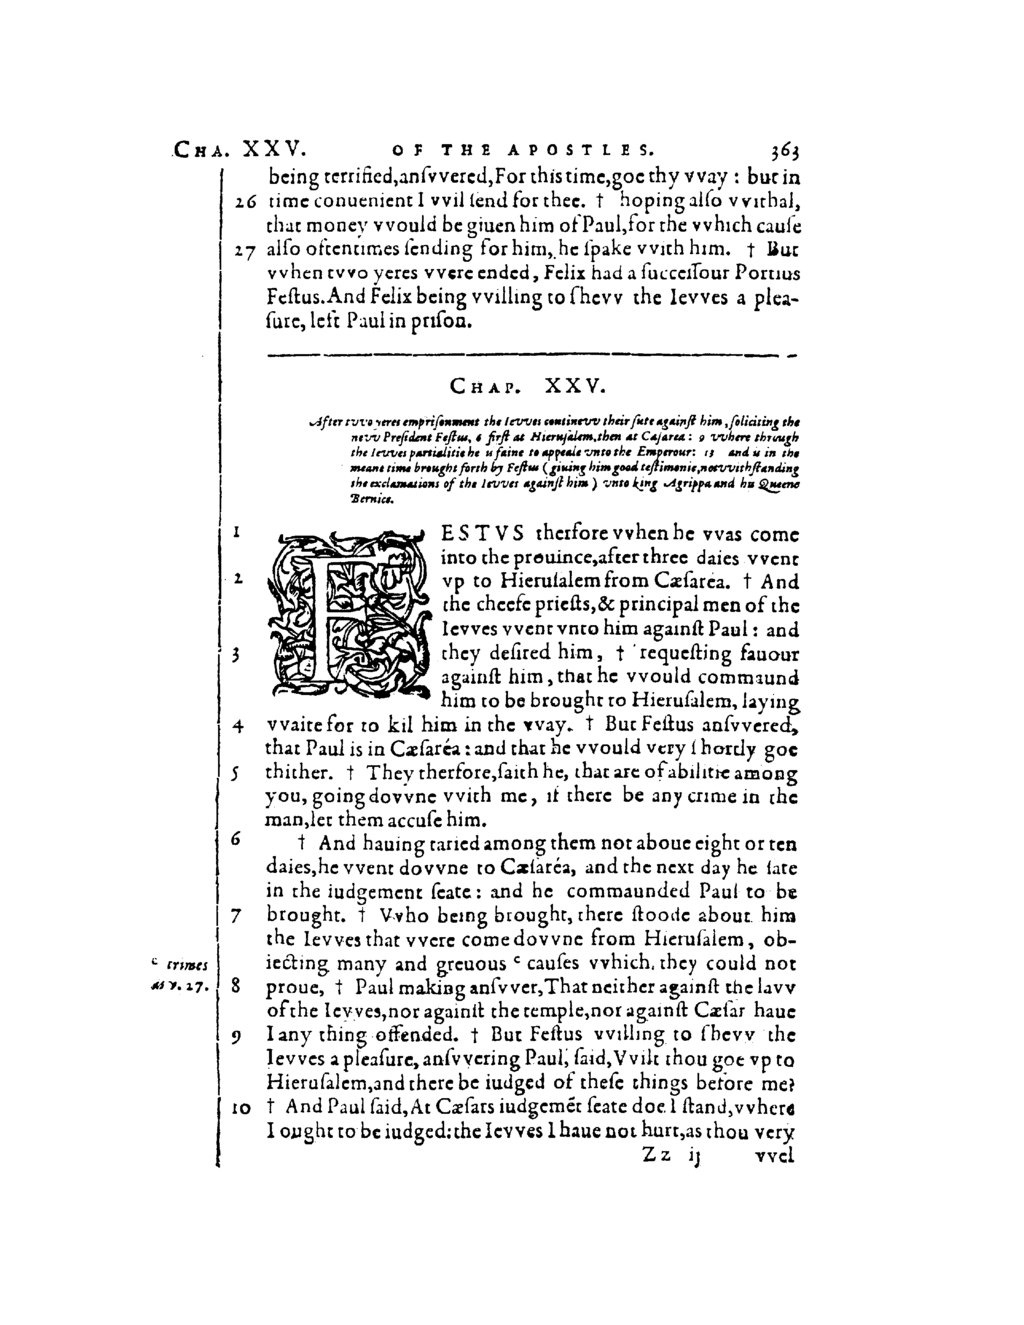 CHA. XXV. OF THE APOSTLES. 363
being terrified,anſvvered,For this time,goe thy vvay : but in
26 time conuenient I vvil ſend for thee. † hoping alſo vvithal,
that money vvould be giuen him of Paul,for the vvhich cauſe
27 alſo oftentimes ſending for him, he ſpake vvith him. † But
vvhen tvvo yeres vvere ended, Felix had a ſucceſſour Portius
Feſtus.And Felix being vvilling to ſhevv the Ievves a plea-
ſure, left Paul in priſon.
CHAP. XXV.
After tvvo yeres empriſonment the Ievves continevv their ſute againſt him, ſoliciting the
nevv Preſident Feſtus, 6 firſt at Hieruſalem,then at Cæſarea : 9 vvhere through
the Ievves partialitie he is faine to appeale vnto the Emperour: 13 and is in the
meane time brought forth by Feſtus (giuing him good teſtimonie,notvvithſtanding
the exclamations of the Ievves againſt him ) vnto king Agrippa and his Queene
Bernice.
1 FESTVS therfore vvhen he vvas come
into the prouince,after three daies vvent
2 vp to Hieruſalem from Cæſaréa. † And
the cheefe prieſts,& principal men of the
Ievves vvent vnto him againſt Paul : and
3 they deſired him, † requeſting fauour
againſt him, that he vvould commaund
him to be brought to Hieruſalem, laying
4 vvaite for to kil him in the vvay. † But Feſtus anſvvered,
that Paul is in Cæſaréa : and that he vvould very ſhortly goe
5 thither. † They therfore,ſaith he, that are of abilitie among
you, going dovvne vvith me, if there be any crime in the
man,let them accuſe him.
6 † And hauing taried among them not aboue eight or ten
daies,he vvent dovvne to Cæſaréa, and the next day he ſate
in the iudgement ſeate : and he commaunded Paul to be
7 brought. † Vvho being brought, there ſtoode about him
the Ievves that vvere come dovvne from Hieruſalem, ob-
c crimes iecting many and greuous c cauſes vvhich they could not
as v. 27. 8 proue, † Paul making anſvver,That neither againſt the lavv
of the Ievves,nor againſt the temple,nor againſt Cæſar haue
9 I any thing offended. † But Feſtus vvilling to ſhevv the
Ievves a pleaſure, anſvvering Paul, ſaid,Vvilt thou goe vp to
Hieruſalem,and there be iudged of theſe things before me?
10 † And Paul ſaid,At Cæſars iudgemēt ſeate doe I ſtand,vvhere
I ought to be iudged: the Ievves I haue not hurt,as thou very
Zz ij vvel